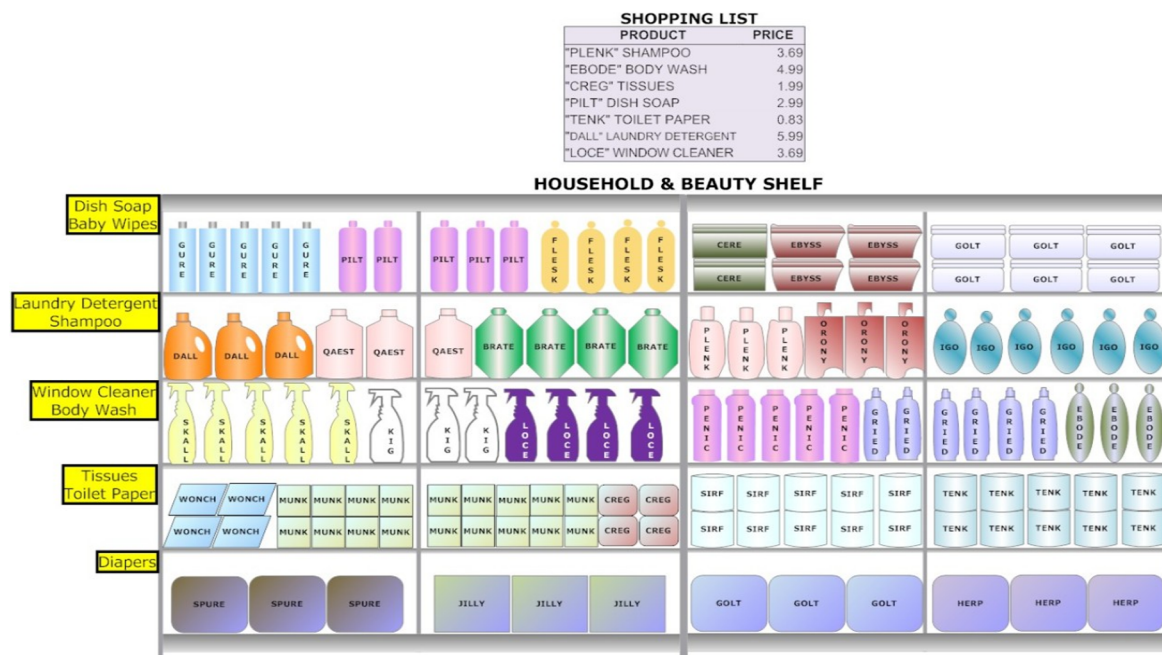 SHOPPING LIST
PRODUCT PRICE
"PLENK" SHAMPOO 3.69
"EBODE" BODY WASH 4.99
"CREG" TISSUES 1.99
"PILT" DISH SOAP 2.99
"TENK" TOILET PAPER 0.83
"DALL" LAUNDRY DETERGENT 5.99
"LOCE" WINDOW CLEANER 3.69
HOUSEHOLD & BEAUTY SHELF
Dish Soap
Baby Wipes
GURE GURE GURE GURE GURE PILT PILT PILT PILT PILT FLESK FLESK FLESK FLESK CERE EBYSS EBYSS GOLT GOLT GOLT
CERE EBYSS EBYSS GOLT GOLT GOLT
Laundry Detergent
Shampoo
DALL DALL DALL QAEST QAEST QAEST BRATE BRATE BRATE BRATE PLENK PLENK PLENK ORONY ORONY ORONY IGO IGO IGO IGO IGO IGO
Window Cleaner
Body Wash
SKALL SKALL SKALL SKALL SKALL KIG KIG KIG LOCE LOCE LOCE LOCE PENIC PENIC PENIC PENIC PENIC GRIED GRIED GRIED GRIED GRIED GRIED EBODE EBODE EBODE
Tissues
Toilet Paper
WONCH WONCH MUNK MUNK MUNK MUNK MUNK MUNK MUNK MUNK MUNK CREG CREG SIRF SIRF SIRF SIRF SIRF TENK TENK TENK TENK TENK
WONCH WONCH MUNK MUNK MUNK MUNK MUNK MUNK MUNK MUNK MUNK CREG CREG SIRF SIRF SIRF SIRF SIRF TENK TENK TENK TENK TENK
Diapers
SPURE SPURE SPURE JILLY JILLY JILLY GOLT GOLT GOLT HERP HERP HERP